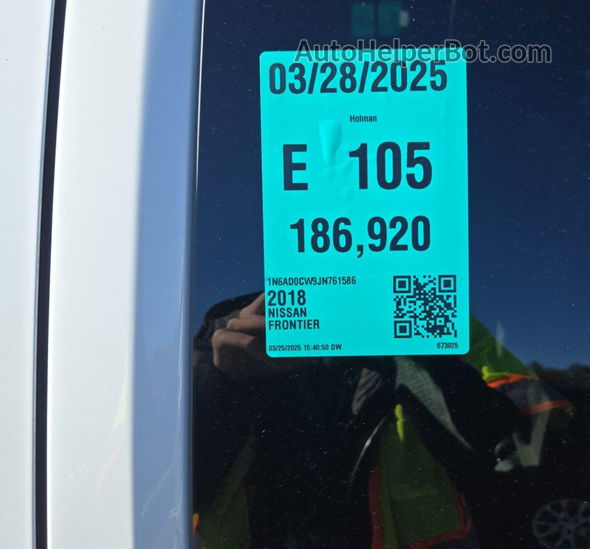 AutoHelperBot.com
03/28/2025
Holman
E 105
186,920
1N6AD0CW9JN761586
2018
NISSAN
FRONTIER
03/25/2025 15:40:50 DW 673925